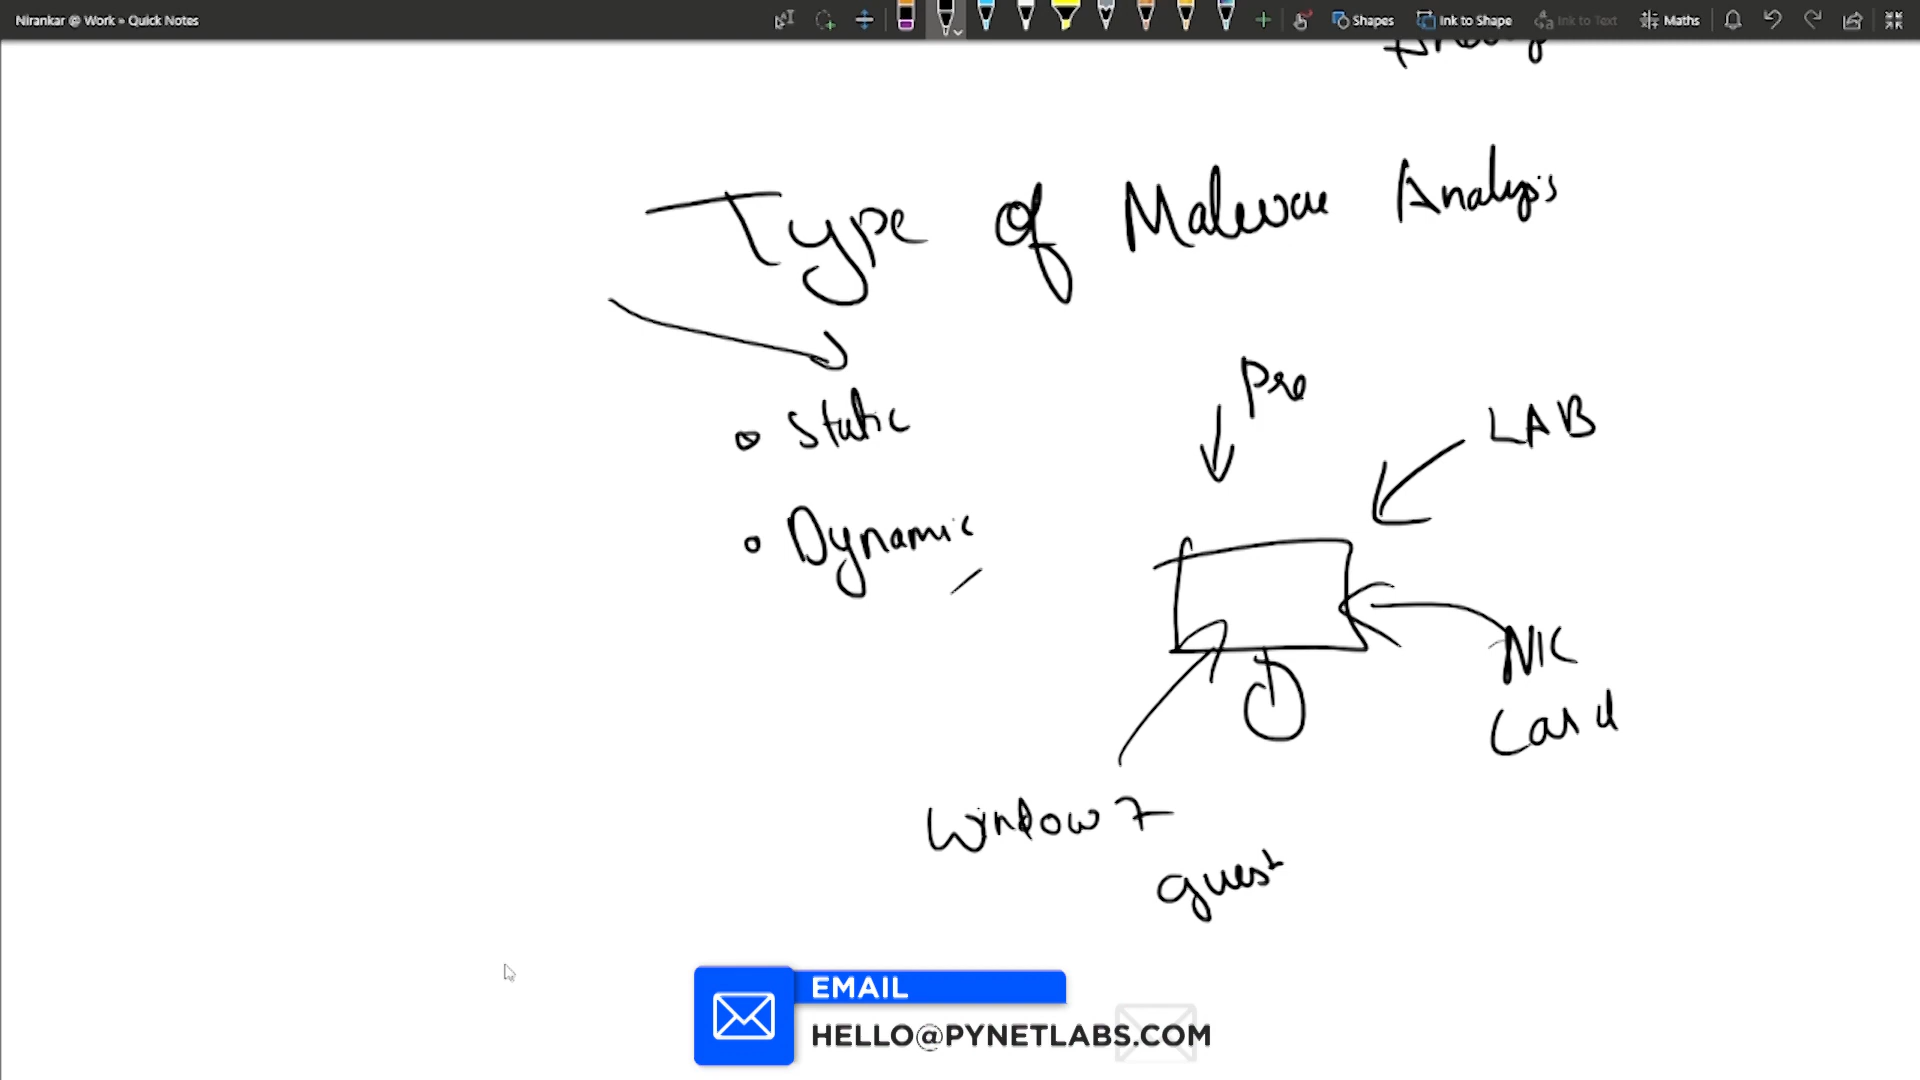 Nirankar @ Work » Quick Notes
Shapes
Ink to Shape
Ink to Text
Maths
Type of Malware Analysis
Static
Dynamic
Pre
LAB
NIC
Card
Window 7
guest
EMAIL
HELLO@PYNETLABS.COM